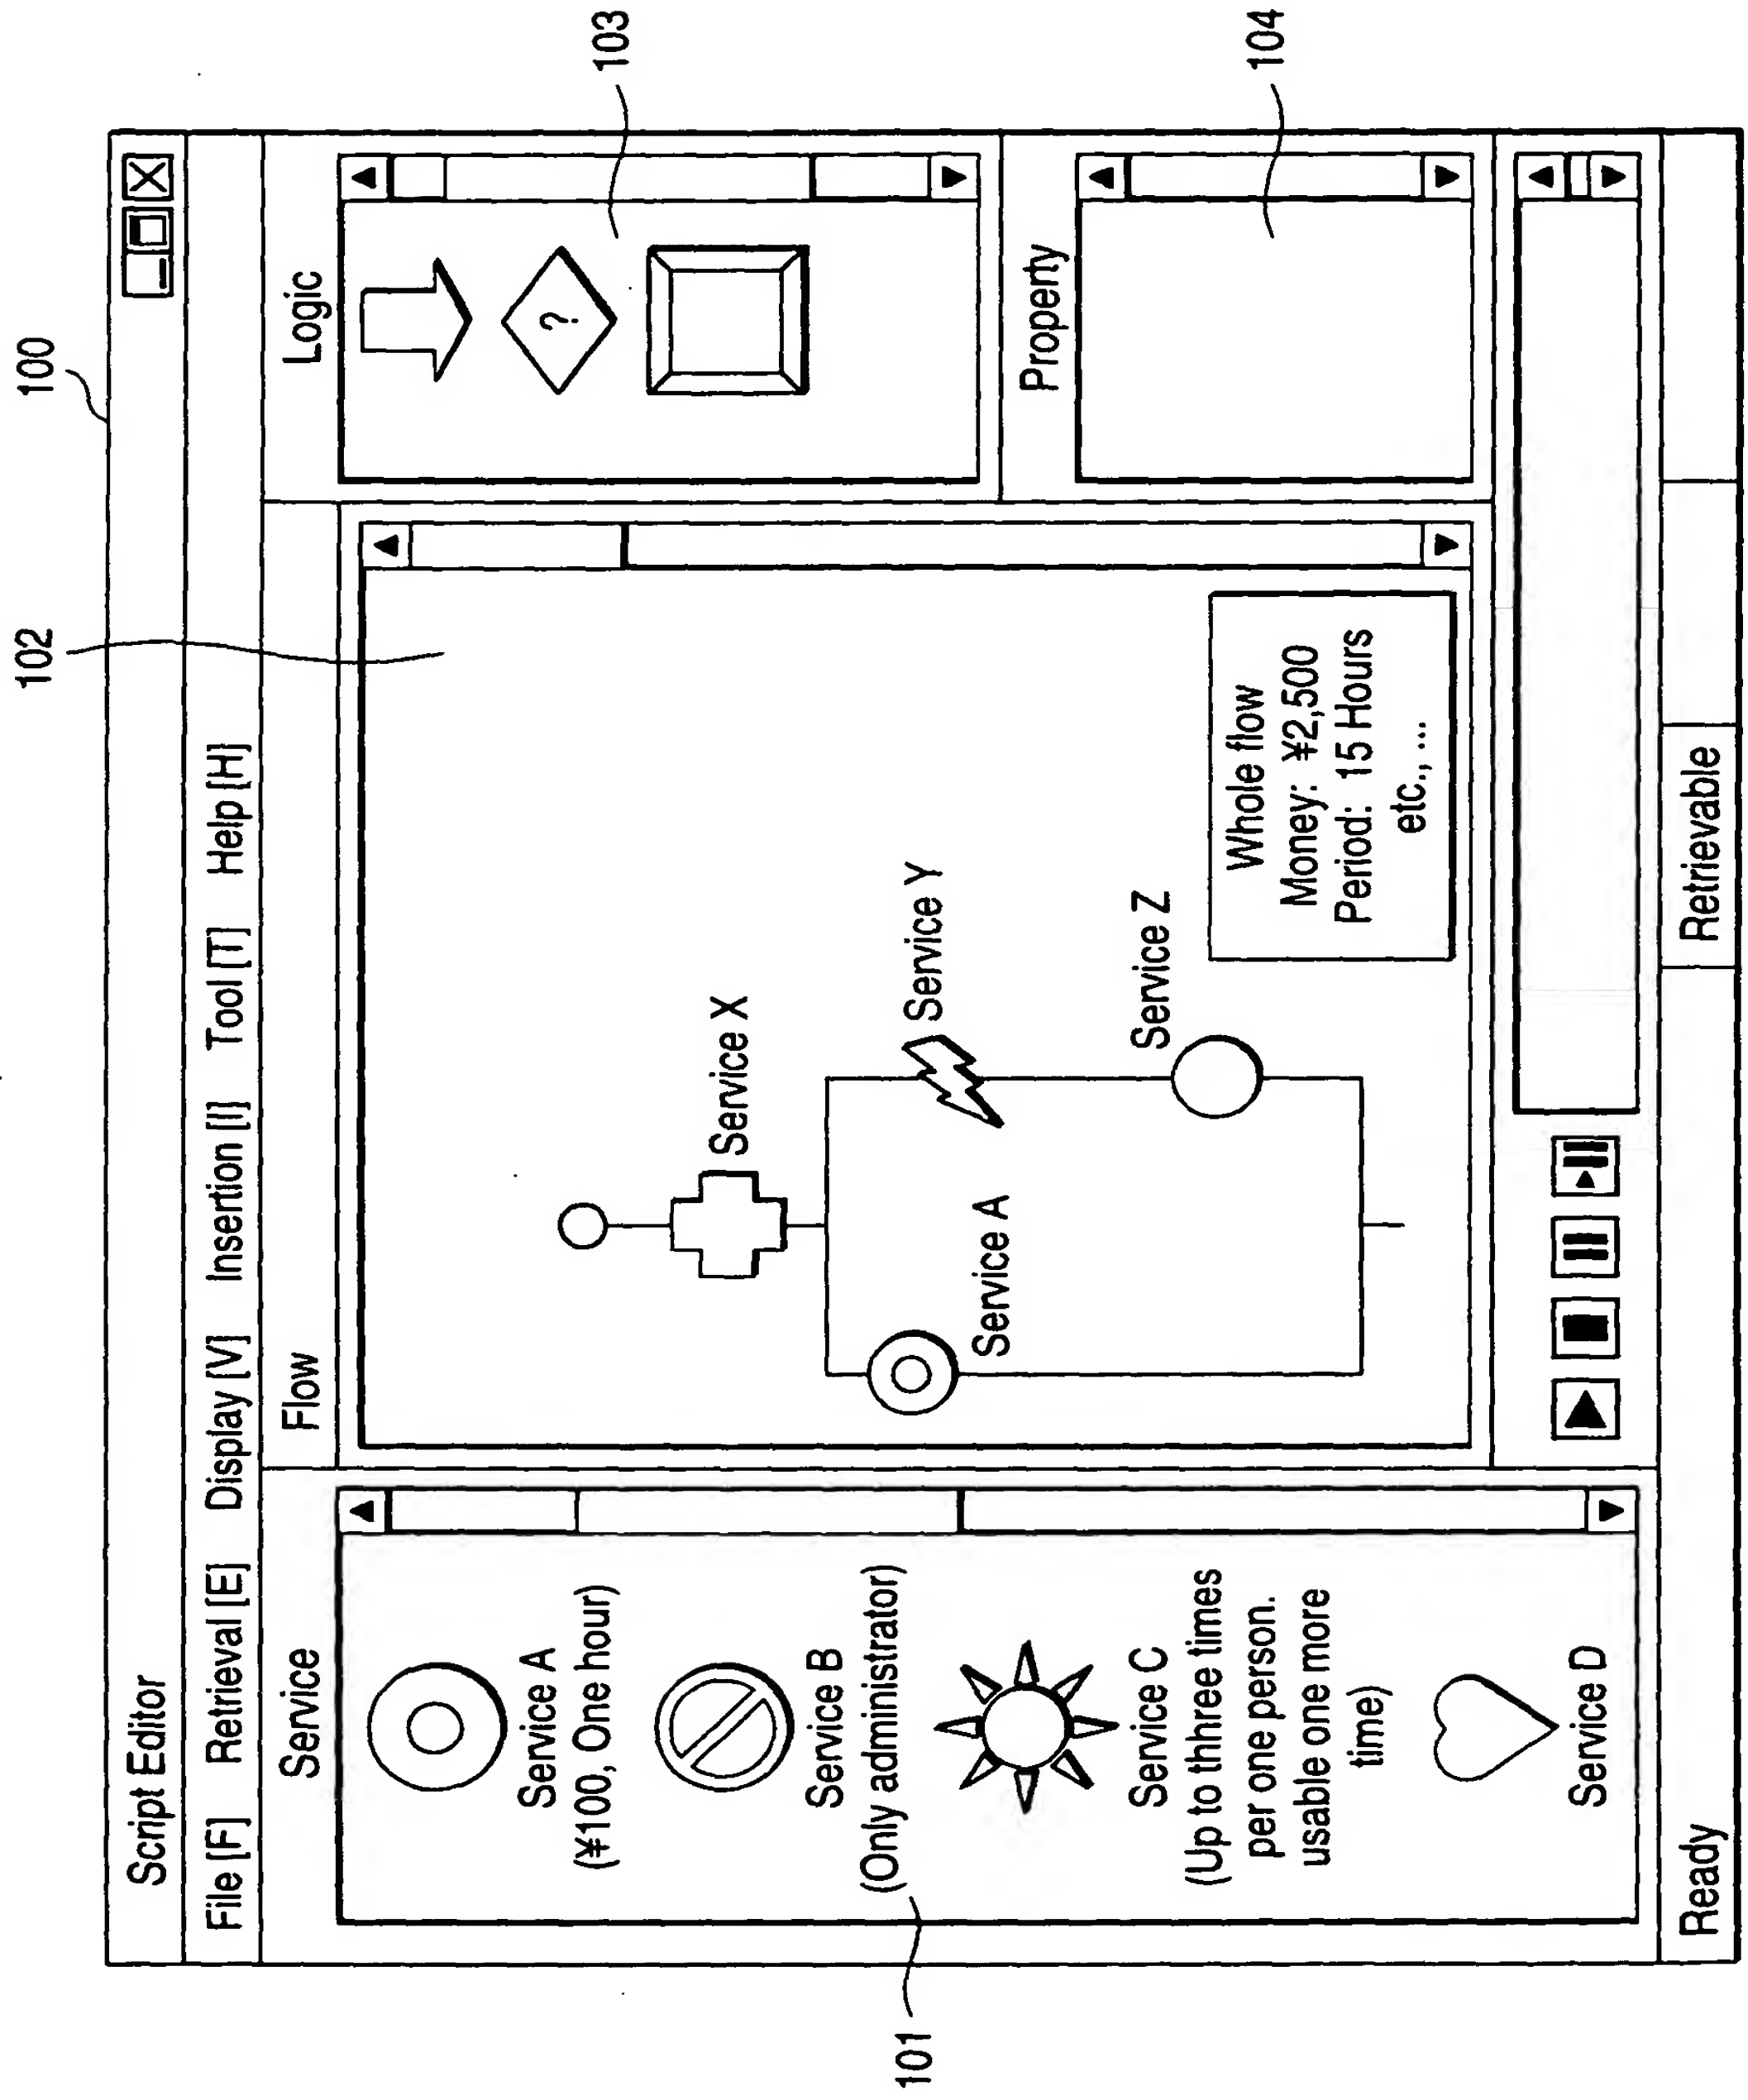 100
Script Editor
File [F] Retrieval [E] Display [V] Insertion [I] Tool [T] Help [H]
Service
Service A
(¥100, One hour)
Service B
(Only administrator)
Service C
(Up to three times
per one person.
usable one more
time)
Service D
101
Flow
102
Service X
Service A
Service Y
Service Z
Whole flow
Money: ¥2,500
Period: 15 Hours
etc., ...
Logic
?
103
Property
104
Ready
Retrievable